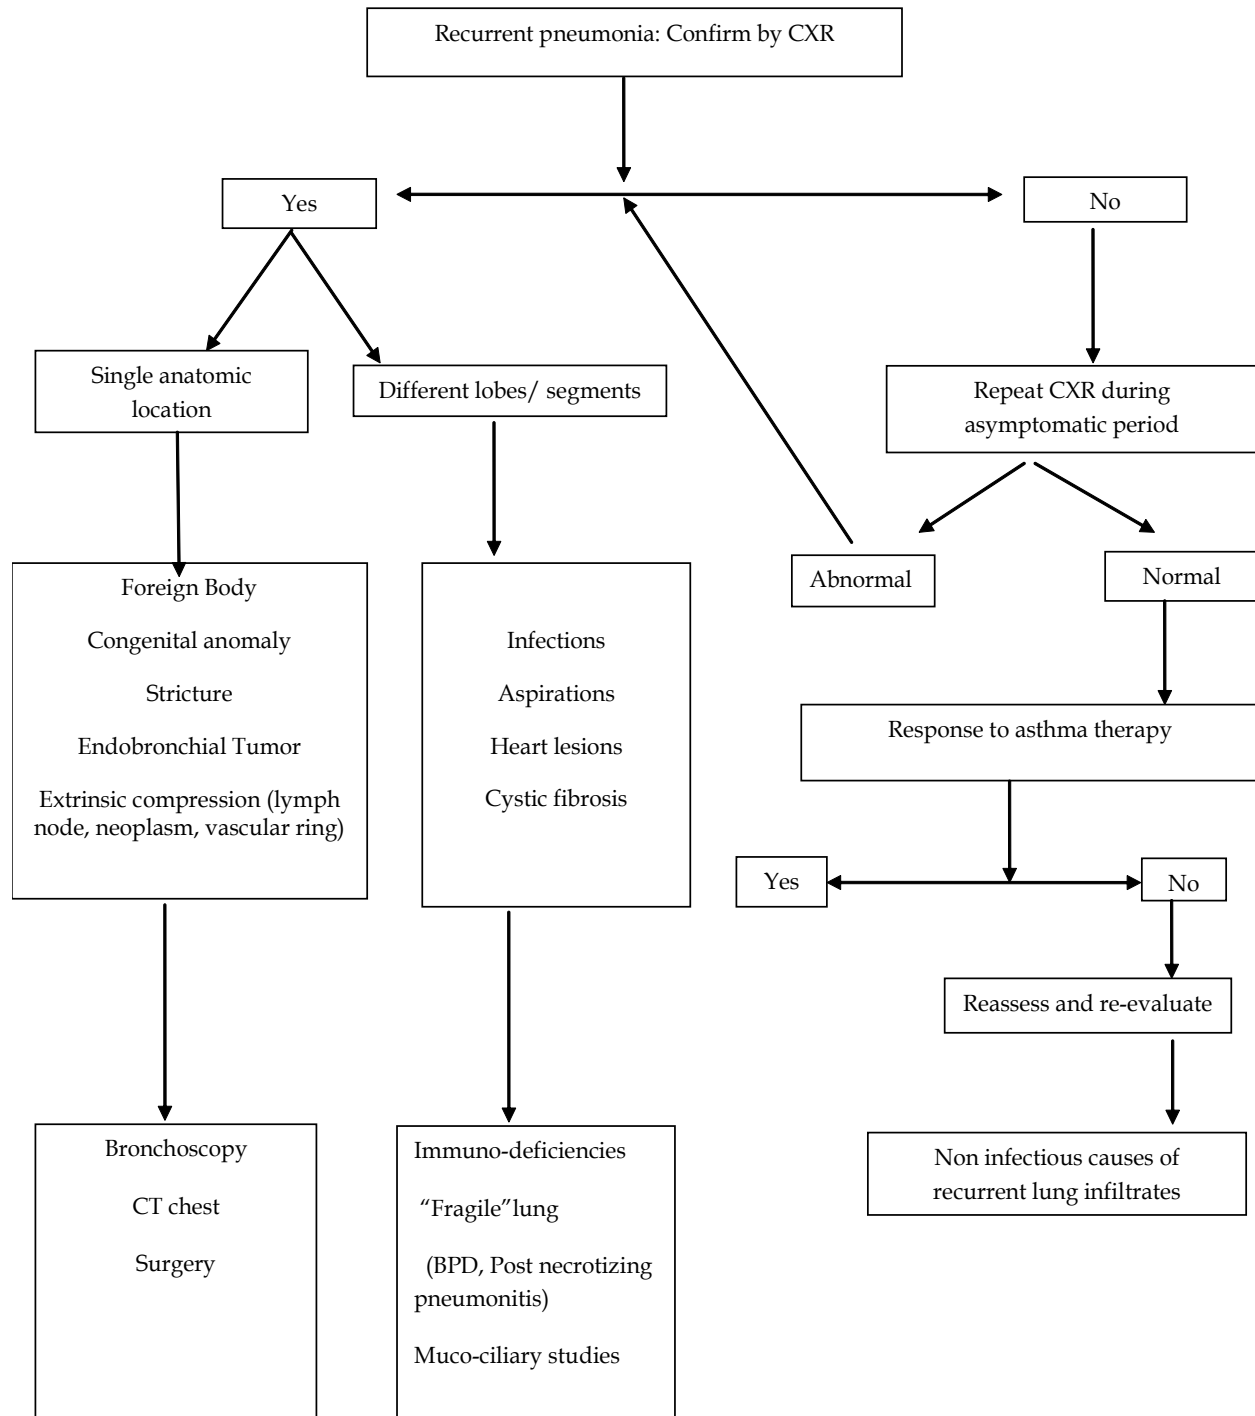 Recurrent pneumonia: Confirm by CXR
Yes
No
Single anatomic
location
Different lobes/ segments
Repeat CXR during
asymptomatic period
Abnormal
Normal
Foreign Body
Congenital anomaly
Stricture
Endobronchial Tumor
Extrinsic compression (lymph
node, neoplasm, vascular ring)
Infections
Aspirations
Heart lesions
Cystic fibrosis
Response to asthma therapy
Yes
No
Reassess and re-evaluate
Non infectious causes of
recurrent lung infiltrates
Bronchoscopy
CT chest
Surgery
Immuno-deficiencies
“Fragile”lung
(BPD, Post necrotizing
pneumonitis)
Muco-ciliary studies